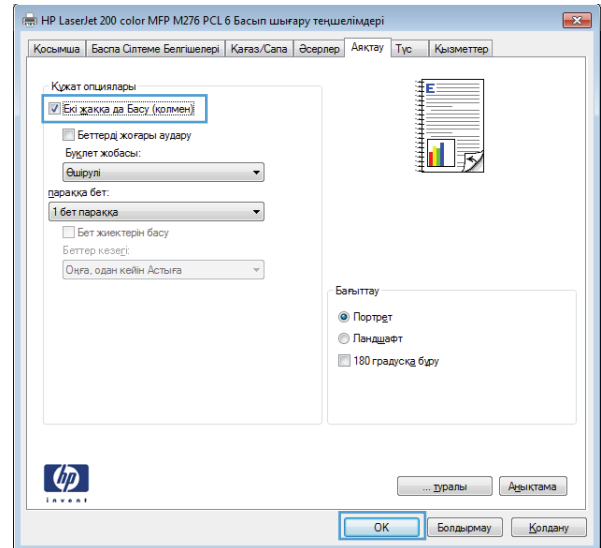 HP LaserJet 200 color MFP M276 PCL 6 Басып шығару теңшелімдері
Қосымша Баспа Сілтеме Белгішелері Қағаз/Сапа Әсерлер Аяқтау Түс Қызметтер
Құжат опциялары
Екі жаққа да Басу (қолмен)
Беттерді жоғары аудару
Буклет жобасы:
Өшірулі
параққа бет:
1 бет параққа
Бет жиектерін басу
Беттер кезегі:
Оңға, одан кейін Астыға
E
Бағыттау
Портрет
Ландшафт
180 градусқа бұру
hp
invent
... туралы Анықтама
OK Болдырмау Қолдану